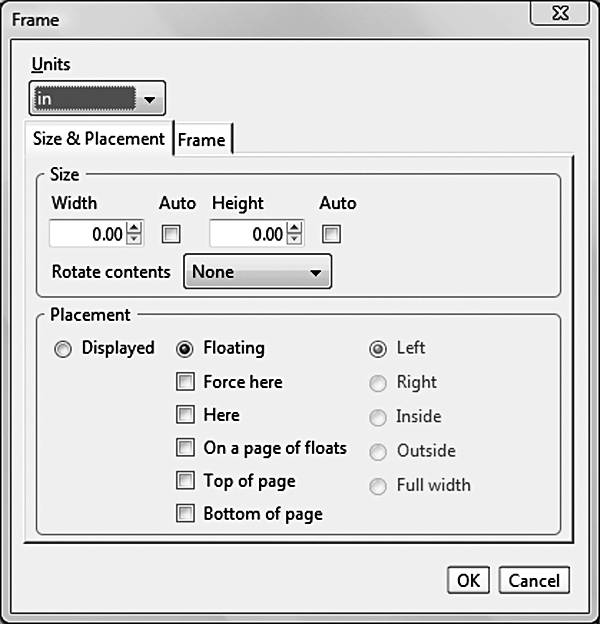 Frame
Units
in
Size & Placement Frame
Size
Width Auto Height Auto
0.00 0.00
Rotate contents None
Placement
Displayed Floating Left
Force here Right
Here Inside
On a page of floats Outside
Top of page Full width
Bottom of page
OK Cancel